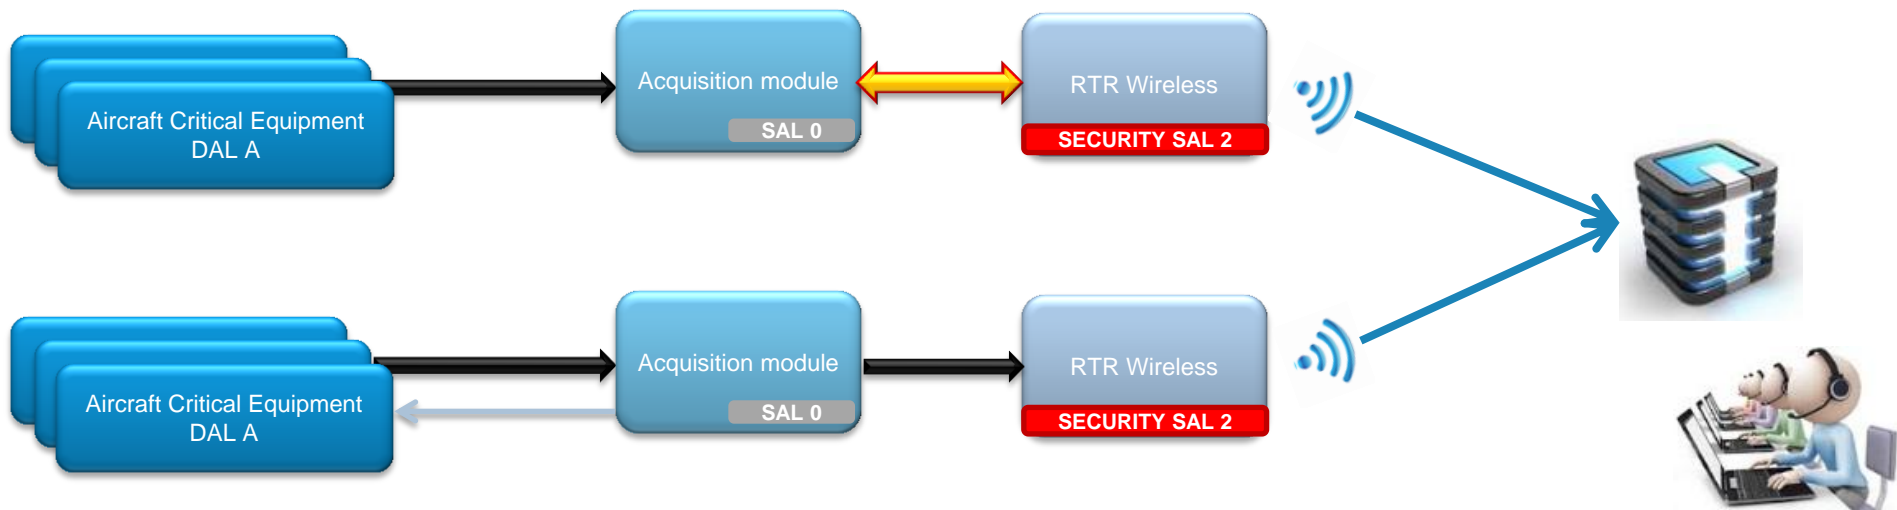 Aircraft Critical Equipment
DAL A
Acquisition module
SAL 0
RTR Wireless
SECURITY SAL 2
Aircraft Critical Equipment
DAL A
Acquisition module
SAL 0
RTR Wireless
SECURITY SAL 2